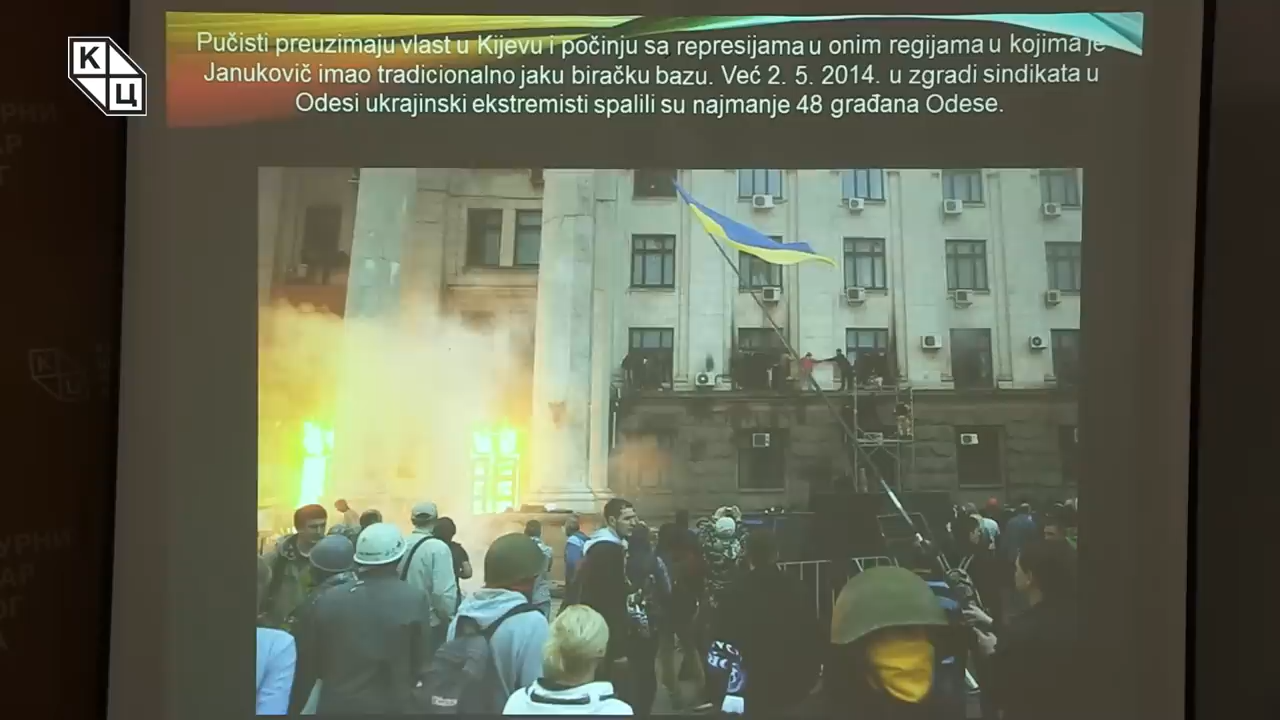 К
Ц
Pučisti preuzimaju vlast u Kijevu i počinju sa represijama u onim regijama u kojima je
Janukovič imao tradicionalno jaku biračku bazu. Već 2. 5. 2014. u zgradi sindikata u
Odesi ukrajinski ekstremisti spalili su najmanje 48 građana Odese.